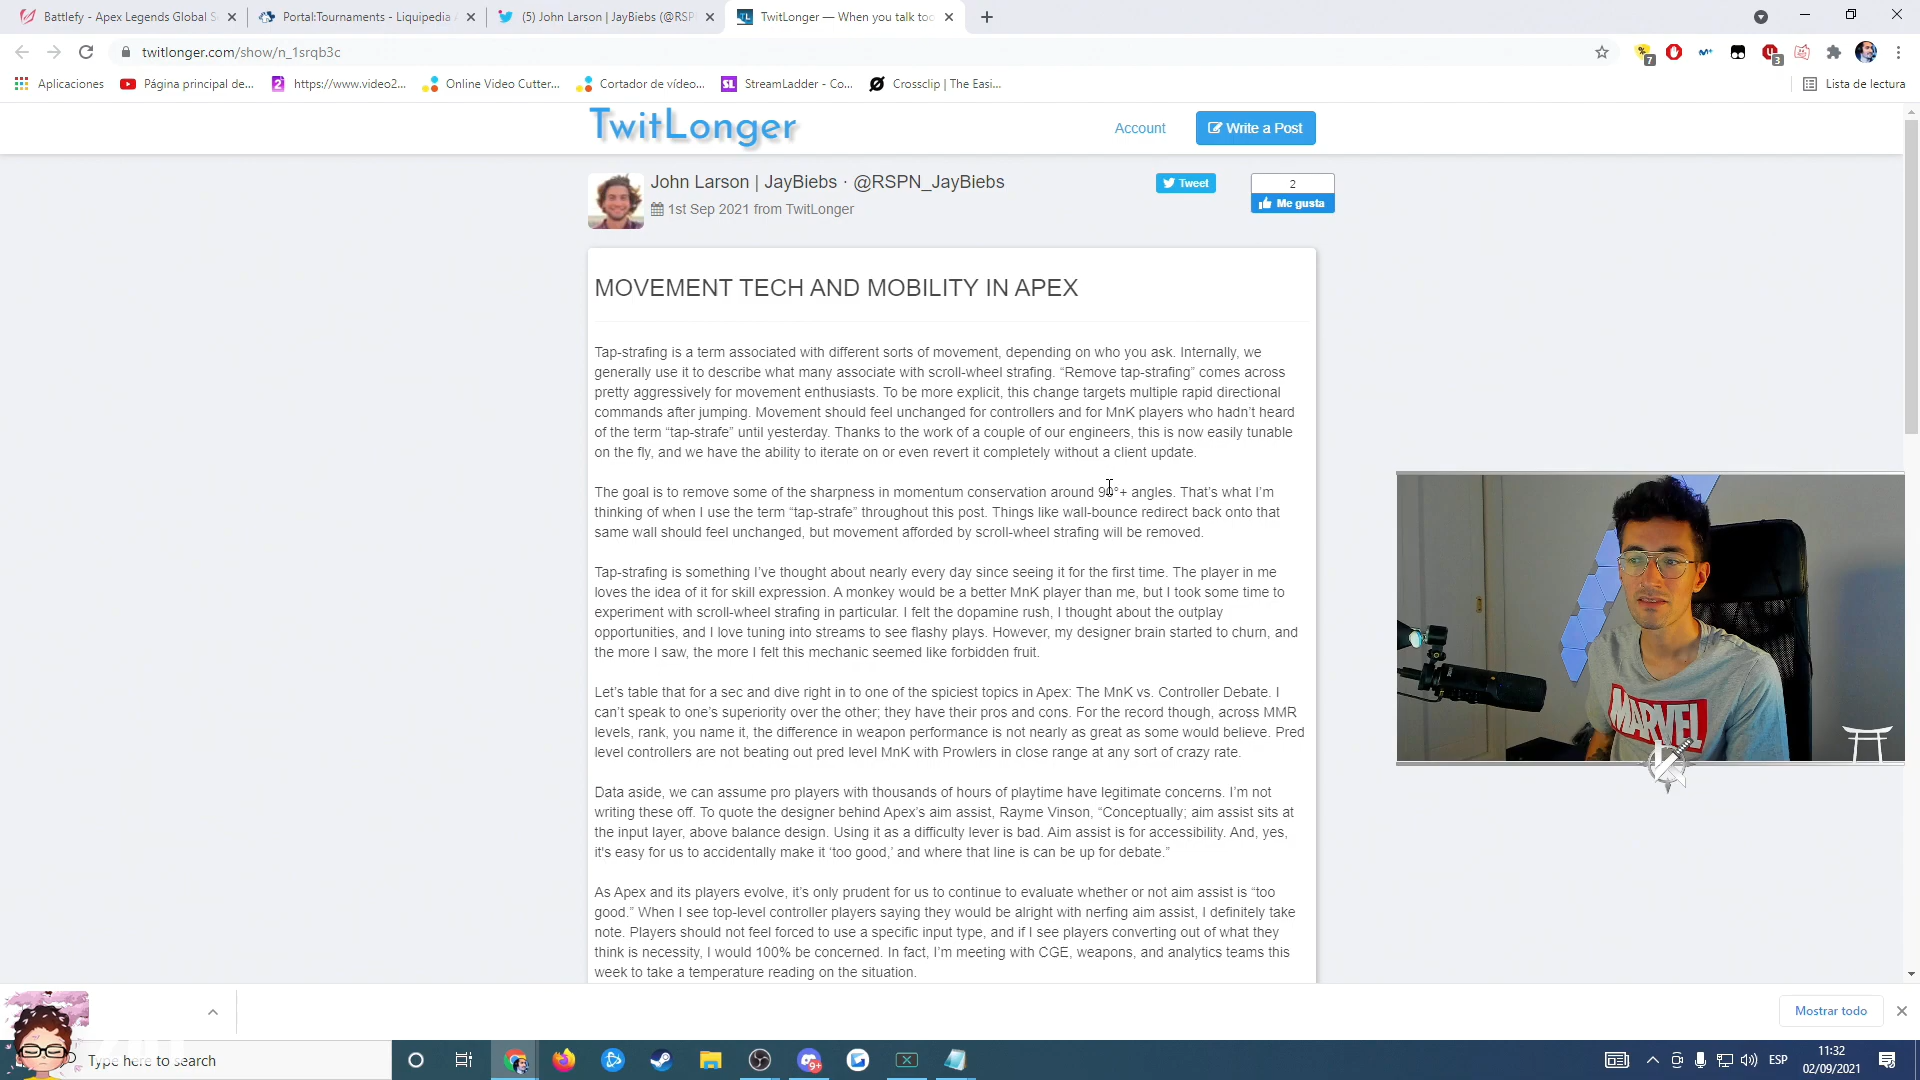 Battlefy - Apex Legends Global S
Portal:Tournaments - Liquipedia A
(5) John Larson | JayBiebs (@RSP
TwitLonger — When you talk too
twitlonger.com/show/n_1srqb3c
7
3
Aplicaciones
Página principal de...
https://www.video2...
Online Video Cutter...
Cortador de vídeo...
StreamLadder - Co...
Crossclip | The Easi...
Lista de lectura
TwitLonger
Account
Write a Post
John Larson | JayBiebs · @RSPN_JayBiebs
1st Sep 2021 from TwitLonger
Tweet
2
Me gusta
MOVEMENT TECH AND MOBILITY IN APEX
Tap-strafing is a term associated with different sorts of movement, depending on who you ask. Internally, we
generally use it to describe what many associate with scroll-wheel strafing. “Remove tap-strafing” comes across
pretty aggressively for movement enthusiasts. To be more explicit, this change targets multiple rapid directional
commands after jumping. Movement should feel unchanged for controllers and for MnK players who hadn’t heard
of the term “tap-strafe” until yesterday. Thanks to the work of a couple of our engineers, this is now easily tunable
on the fly, and we have the ability to iterate on or even revert it completely without a client update.
The goal is to remove some of the sharpness in momentum conservation around 90°+ angles. That’s what I’m
thinking of when I use the term “tap-strafe” throughout this post. Things like wall-bounce redirect back onto that
same wall should feel unchanged, but movement afforded by scroll-wheel strafing will be removed.
Tap-strafing is something I’ve thought about nearly every day since seeing it for the first time. The player in me
loves the idea of it for skill expression. A monkey would be a better MnK player than me, but I took some time to
experiment with scroll-wheel strafing in particular. I felt the dopamine rush, I thought about the outplay
opportunities, and I love tuning into streams to see flashy plays. However, my designer brain started to churn, and
the more I saw, the more I felt this mechanic seemed like forbidden fruit.
Let’s table that for a sec and dive right in to one of the spiciest topics in Apex: The MnK vs. Controller Debate. I
can’t speak to one’s superiority over the other; they have their pros and cons. For the record though, across MMR
levels, rank, you name it, the difference in weapon performance is not nearly as great as some would believe. Pred
level controllers are not beating out pred level MnK with Prowlers in close range at any sort of crazy rate.
Data aside, we can assume pro players with thousands of hours of playtime have legitimate concerns. I’m not
writing these off. To quote the designer behind Apex’s aim assist, Rayme Vinson, “Conceptually; aim assist sits at
the input layer, above balance design. Using it as a difficulty lever is bad. Aim assist is for accessibility. And, yes,
it's easy for us to accidentally make it ‘too good,’ and where that line is can be up for debate.”
As Apex and its players evolve, it’s only prudent for us to continue to evaluate whether or not aim assist is “too
good.” When I see top-level controller players saying they would be alright with nerfing aim assist, I definitely take
note. Players should not feel forced to use a specific input type, and if I see players converting out of what they
think is necessity, I would 100% be concerned. In fact, I’m meeting with CGE, weapons, and analytics teams this
week to take a temperature reading on the situation.
MARVEL
Mostrar todo
Type here to search
9+
ESP
11:32
02/09/2021